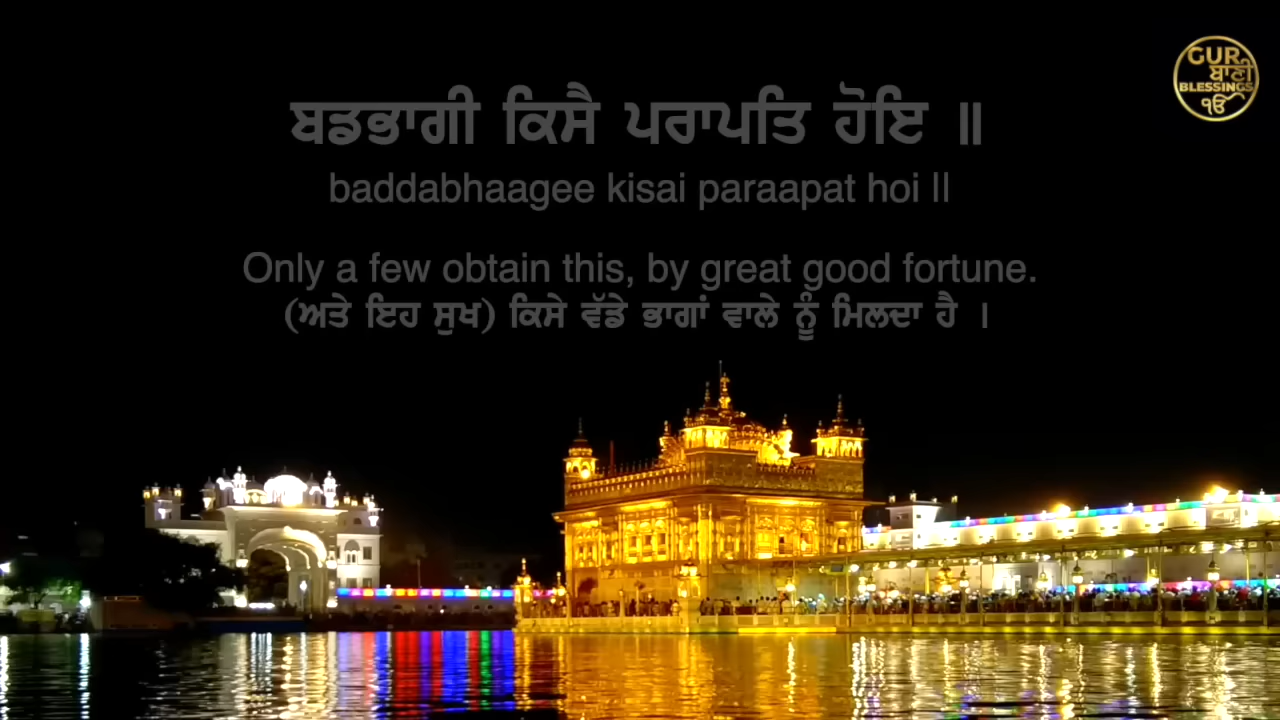 GUR
ਬਾਣੀ
BLESSINGS
ੴ
ਬਡਭਾਗੀ ਕਿਸੈ ਪਰਾਪਤਿ ਹੋਇ ॥
baddabhaagee kisai paraapat hoi ll
Only a few obtain this, by great good fortune.
(ਅਤੇ ਇਹ ਸੁਖ) ਕਿਸੇ ਵੱਡੇ ਭਾਗਾਂ ਵਾਲੇ ਨੂੰ ਮਿਲਦਾ ਹੈ ।